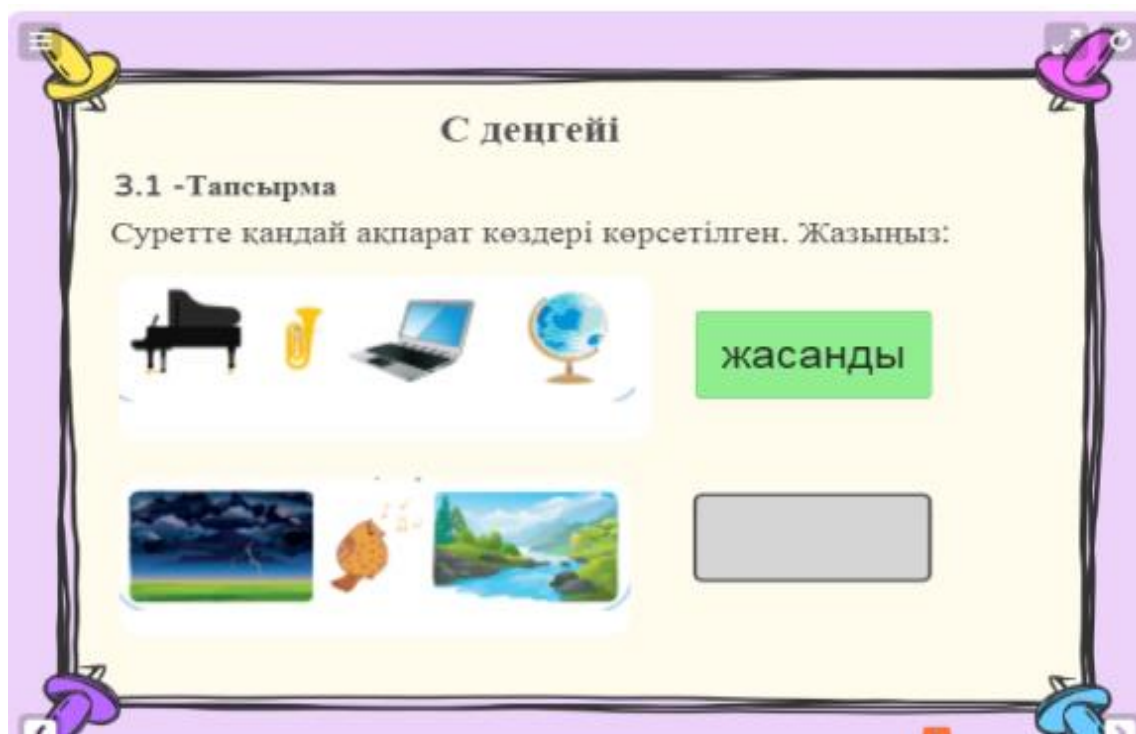 С деңгейі
3.1 -Тапсырма
Суретте қандай ақпарат көздері көрсетілген. Жазыңыз:
жасанды